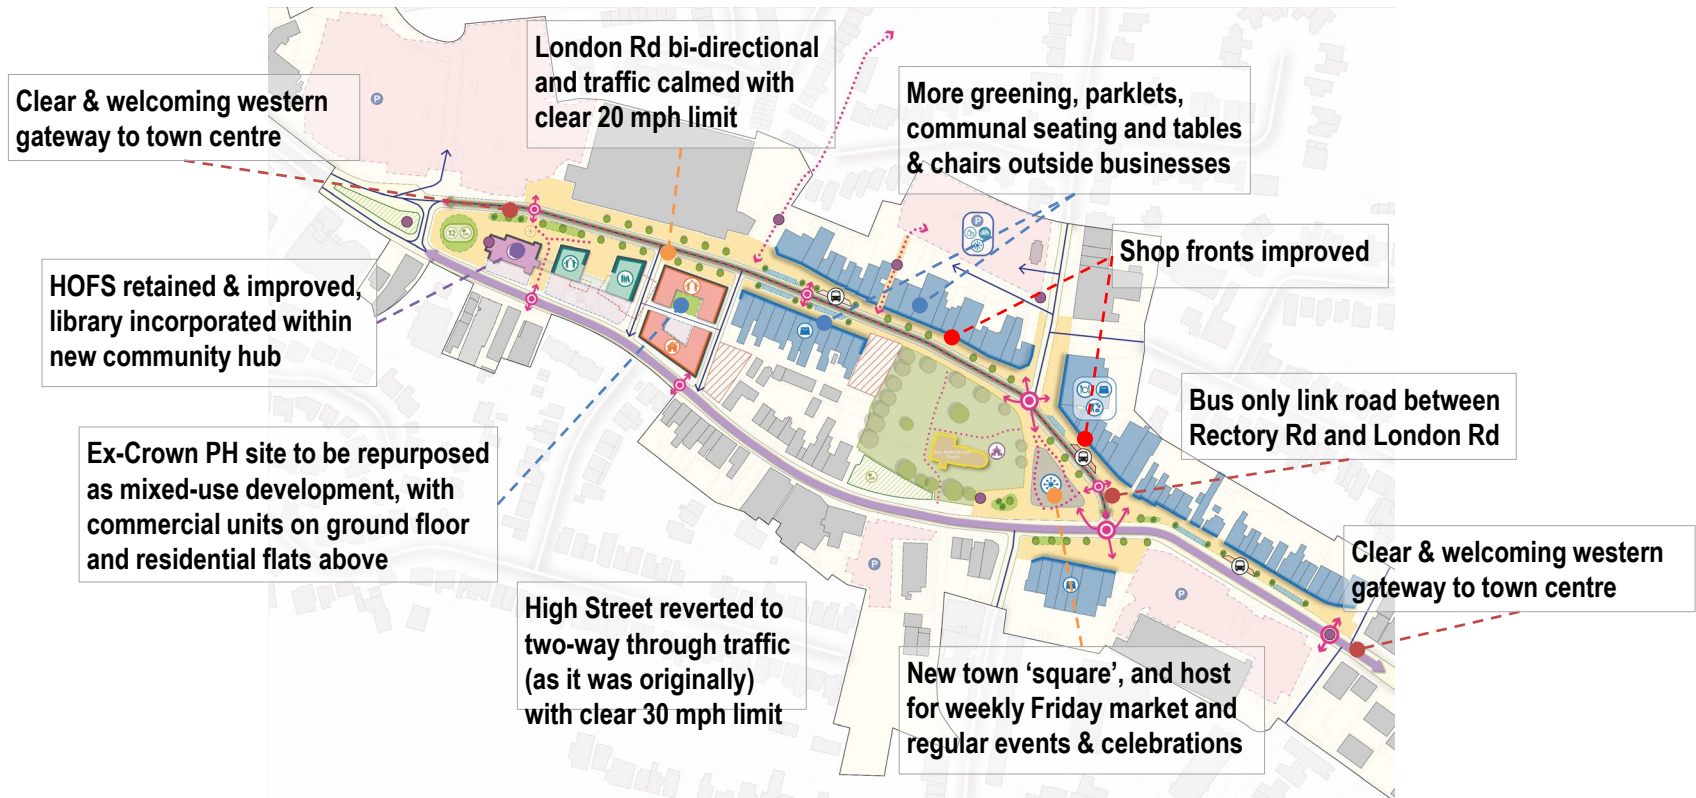 London Rd bi-directional
and traffic calmed with
clear 20 mph limit
Clear & welcoming western
gateway to town centre
More greening, parklets,
communal seating and tables
& chairs outside businesses
Shop fronts improved
HOFS retained & improved,
library incorporated within
new community hub
Bus only link road between
Rectory Rd and London Rd
Ex-Crown PH site to be repurposed
as mixed-use development, with
commercial units on ground floor
and residential flats above
Clear & welcoming western
gateway to town centre
High Street reverted to
two-way through traffic
(as it was originally)
with clear 30 mph limit
New town ‘square’, and host
for weekly Friday market and
regular events & celebrations
P
P
P
P